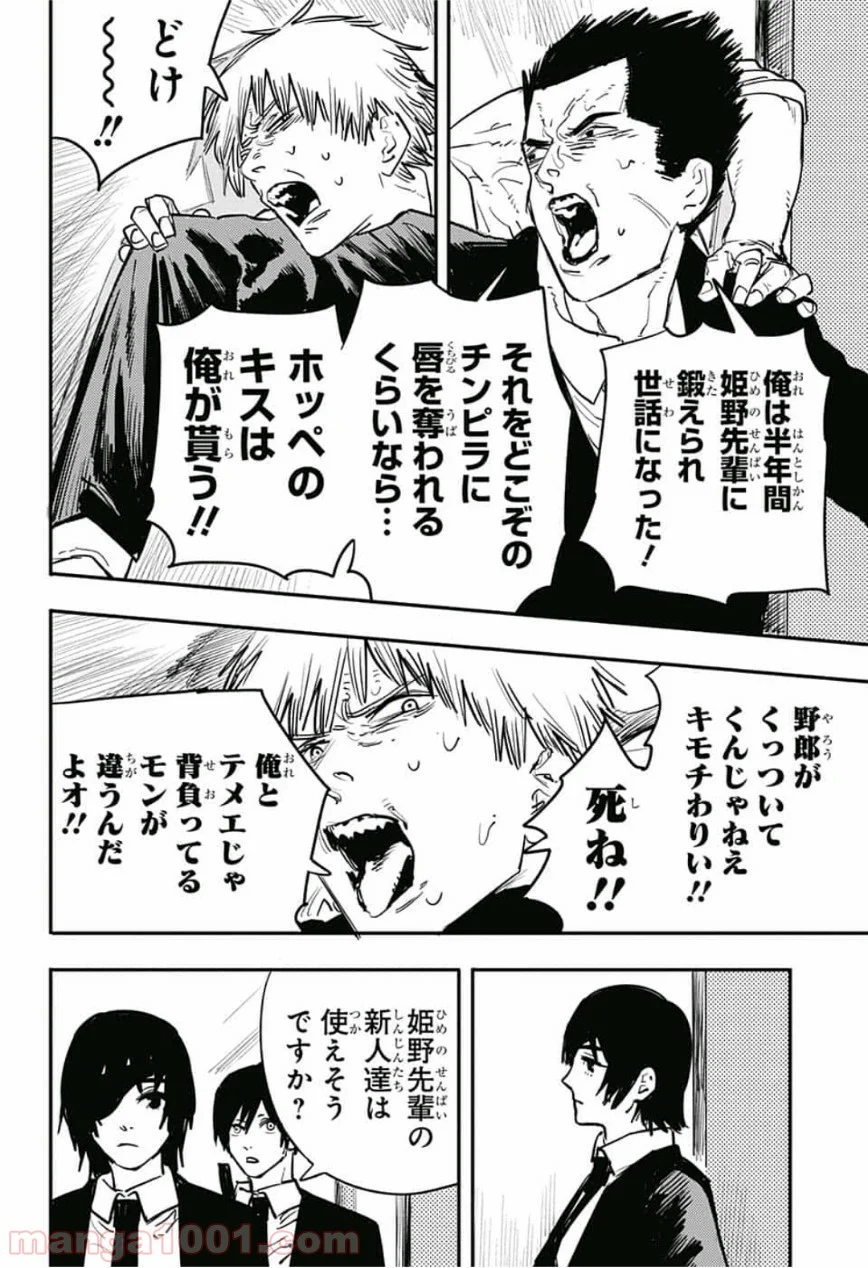 俺は半年間
姫野先輩に
鍛えられ
世話になった!
それをどこぞの
チンピラに
唇を奪われる
くらいなら…
ホッペの
キスは
俺が貰う!!
どけ
〜〜!!
野郎が
くっついて
くんじゃねえ
キモチわりい!!
死ね!!
俺と
テメエじゃ
背負ってる
モンが
違うんだ
よオ!!
姫野先輩の
新人達は
使えそう
ですか?
manga1001.com